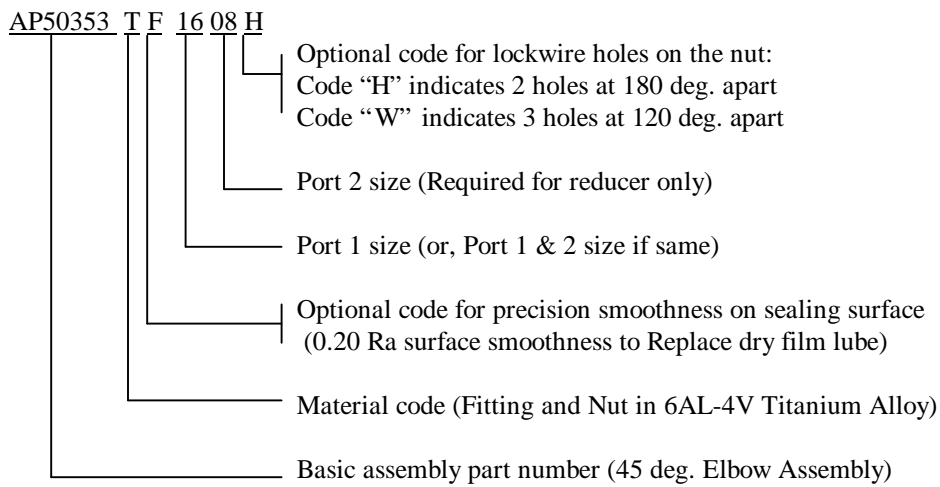 AP50353 T F 16 08 H
Optional code for lockwire holes on the nut:
Code “H” indicates 2 holes at 180 deg. apart
Code “W” indicates 3 holes at 120 deg. apart
Port 2 size (Required for reducer only)
Port 1 size (or, Port 1 & 2 size if same)
Optional code for precision smoothness on sealing surface
(0.20 Ra surface smoothness to Replace dry film lube)
Material code (Fitting and Nut in 6AL-4V Titanium Alloy)
Basic assembly part number (45 deg. Elbow Assembly)